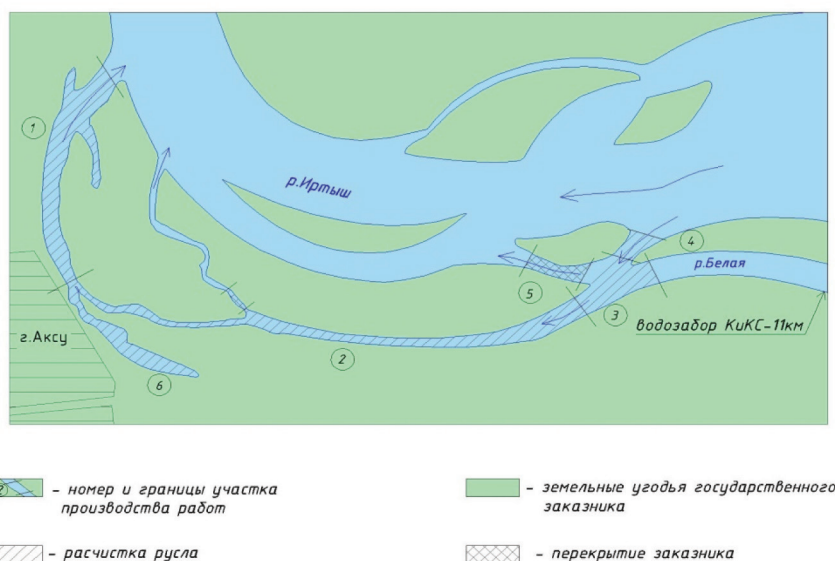 1
р.Иртыш
4
р.Белая
5
3
водозабор КиКС-11км
г.Аксу
2
6
- номер и границы участка
производства работ
- земельные угодья государственного
заказника
- расчистка русла
- перекрытие заказника